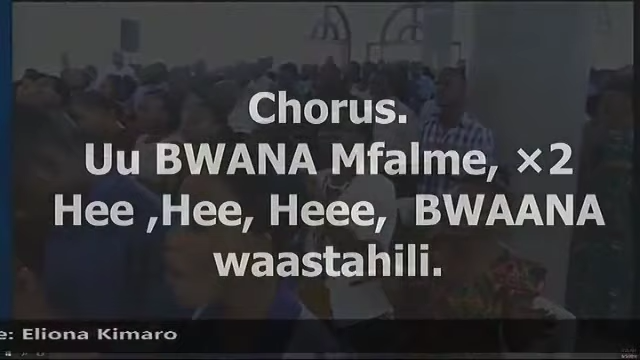 Chorus.
Uu BWANA Mfalme, ×2
Hee ,Hee, Heee, BWAANA
waastahili.
e: Eliona Kimaro